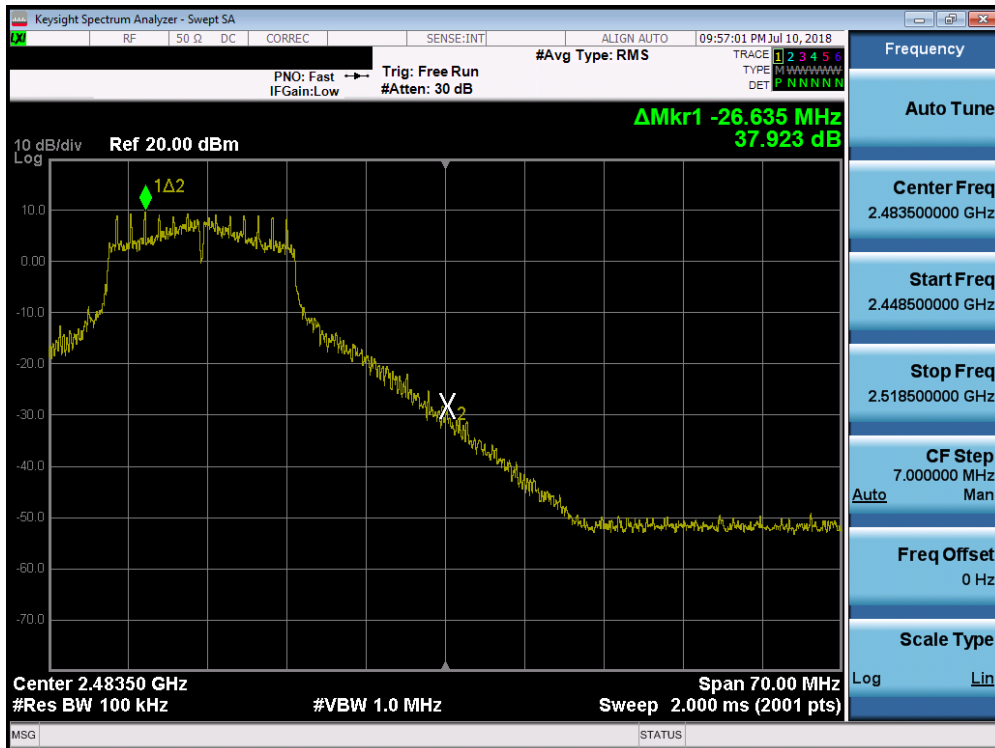 Keysight Spectrum Analyzer - Swept SA
LXI RF 50 Ω DC CORREC SENSE:INT ALIGN AUTO 09:57:01 PM Jul 10, 2018
PNO: Fast Trig: Free Run #Avg Type: RMS TRACE 1 2 3 4 5 6
IFGain:Low #Atten: 30 dB TYPE M WWWWW
DET P N N N N N
ΔMkr1 -26.635 MHz
37.923 dB
10 dB/div Ref 20.00 dBm
Log
1Δ2
10.0
0.00
-10.0
-20.0
-30.0
X2
-40.0
-50.0
-60.0
-70.0
Center 2.48350 GHz Span 70.00 MHz
#Res BW 100 kHz #VBW 1.0 MHz Sweep 2.000 ms (2001 pts)
MSG STATUS
Frequency
Auto Tune
Center Freq
2.483500000 GHz
Start Freq
2.448500000 GHz
Stop Freq
2.518500000 GHz
CF Step
7.000000 MHz
Auto Man
Freq Offset
0 Hz
Scale Type
Log Lin